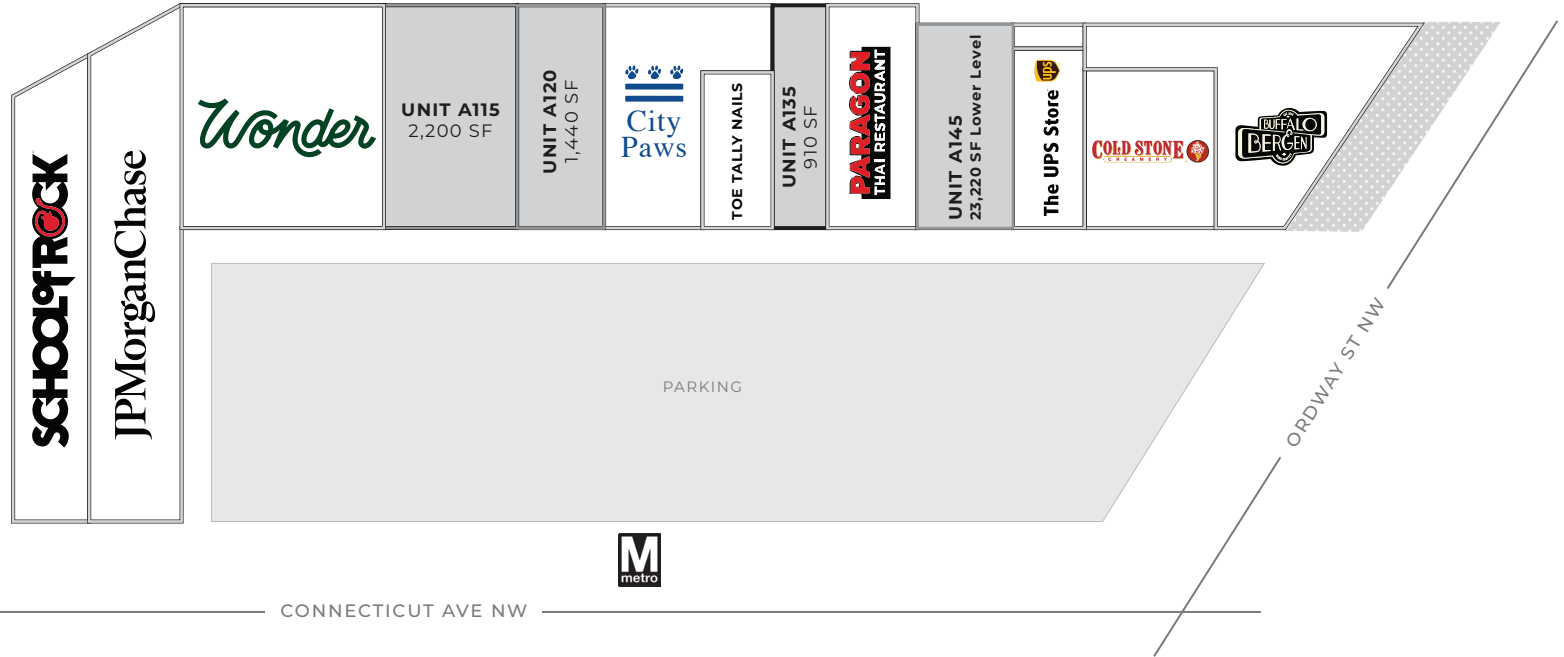 SCHOOL of ROCK
JPMorganChase
Wonder
UNIT A115
2,200 SF
UNIT A120
1,440 SF
City
Paws
TOE TALLY NAILS
UNIT A135
910 SF
PARAGON
THAI RESTAURANT
UNIT A145
23,220 SF Lower Level
ups
The UPS Store
COLD STONE
CREAMERY
BUFFALO
&
BERGEN
PARKING
ORDWAY ST NW
M
metro
CONNECTICUT AVE NW